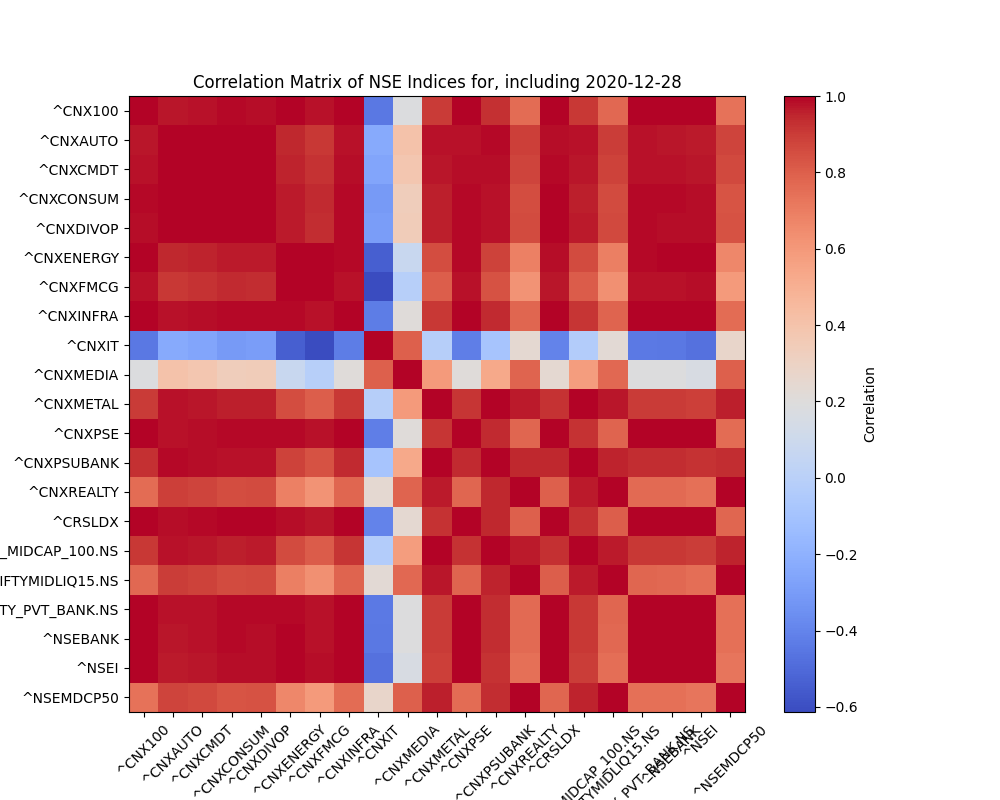 Correlation Matrix of NSE Indices for, including 2020-12-28
^CNX100
^CNXAUTO
^CNXCMDT
^CNXCONSUM
^CNXDIVOP
^CNXENERGY
^CNXFMCG
^CNXINFRA
^CNXIT
^CNXMEDIA
^CNXMETAL
^CNXPSE
^CNXPSUBANK
^CNXREALTY
^CRSLDX
_MIDCAP_100.NS
IFTYMIDLIQ15.NS
TY_PVT_BANK.NS
^NSEBANK
^NSEI
^NSEMDCP50
^CNX100
^CNXAUTO
^CNXCMDT
^CNXCONSUM
^CNXDIVOP
^CNXENERGY
^CNXFMCG
^CNXINFRA
^CNXIT
^CNXMEDIA
^CNXMETAL
^CNXPSE
^CNXPSUBANK
^CNXREALTY
^CRSLDX
MIDCAP_100.NS
TYMIDLIQ15.NS
PVT_BANK.NS
^NSEBANK
^NSEI
^NSEMDCP50
1.0
0.8
0.6
0.4
0.2
0.0
−0.2
−0.4
−0.6
Correlation